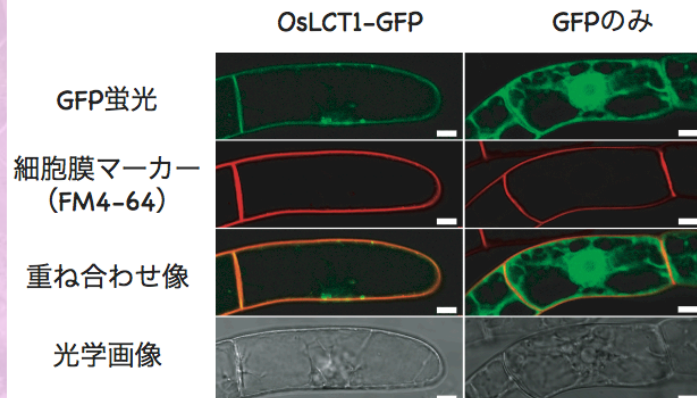 OsLCT1-GFP
GFPのみ
GFP蛍光
細胞膜マーカー
（FM4-64）
重ね合わせ像
光学画像